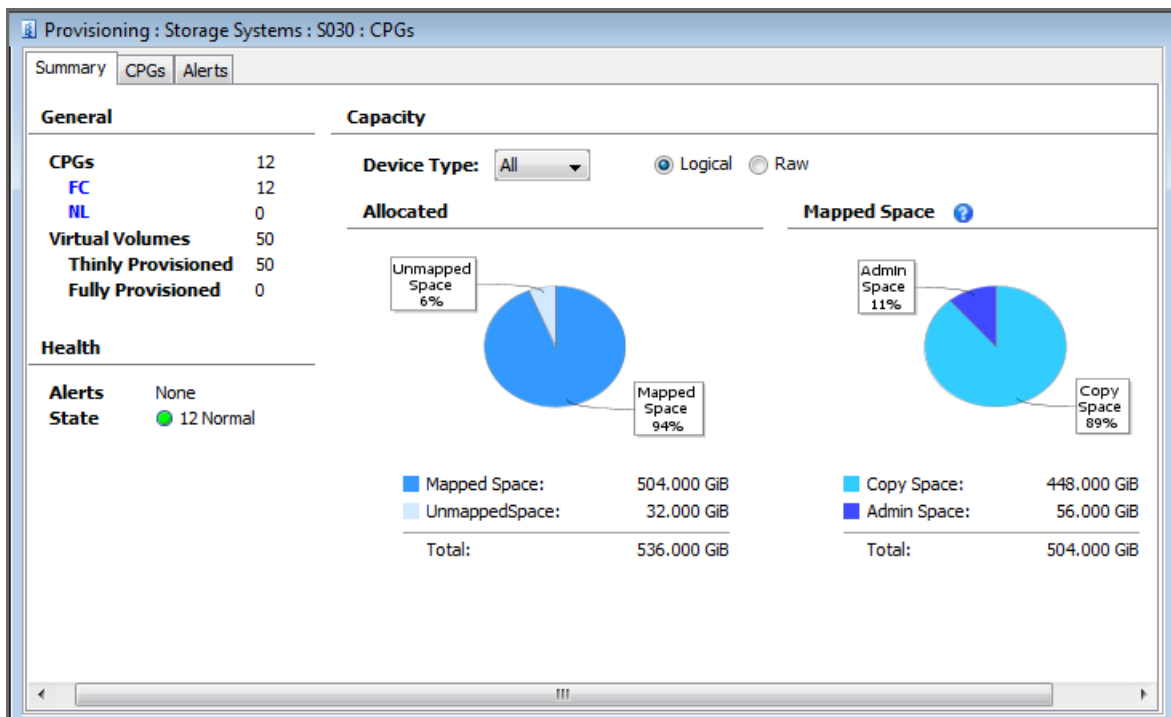 Provisioning : Storage Systems : S030 : CPGs
Summary CPGs Alerts
General
CPGs 12
FC 12
NL 0
Virtual Volumes 50
Thinly Provisioned 50
Fully Provisioned 0
Health
Alerts None
State 12 Normal
Capacity
Device Type: All Logical Raw
Allocated
Unmapped
Space
6%
Mapped
Space
94%
Mapped Space: 504.000 GiB
UnmappedSpace: 32.000 GiB
Total: 536.000 GiB
Mapped Space ?
Admin
Space
11%
Copy
Space
89%
Copy Space: 448.000 GiB
Admin Space: 56.000 GiB
Total: 504.000 GiB